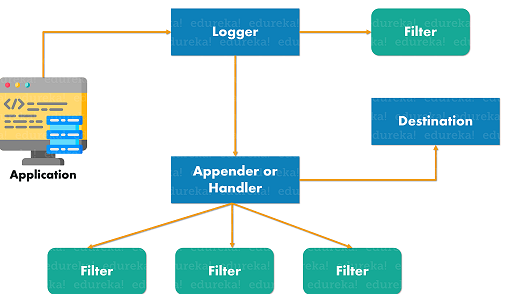 Logger
Filter
Destination
Application
Appender or
Handler
Filter
Filter
Filter